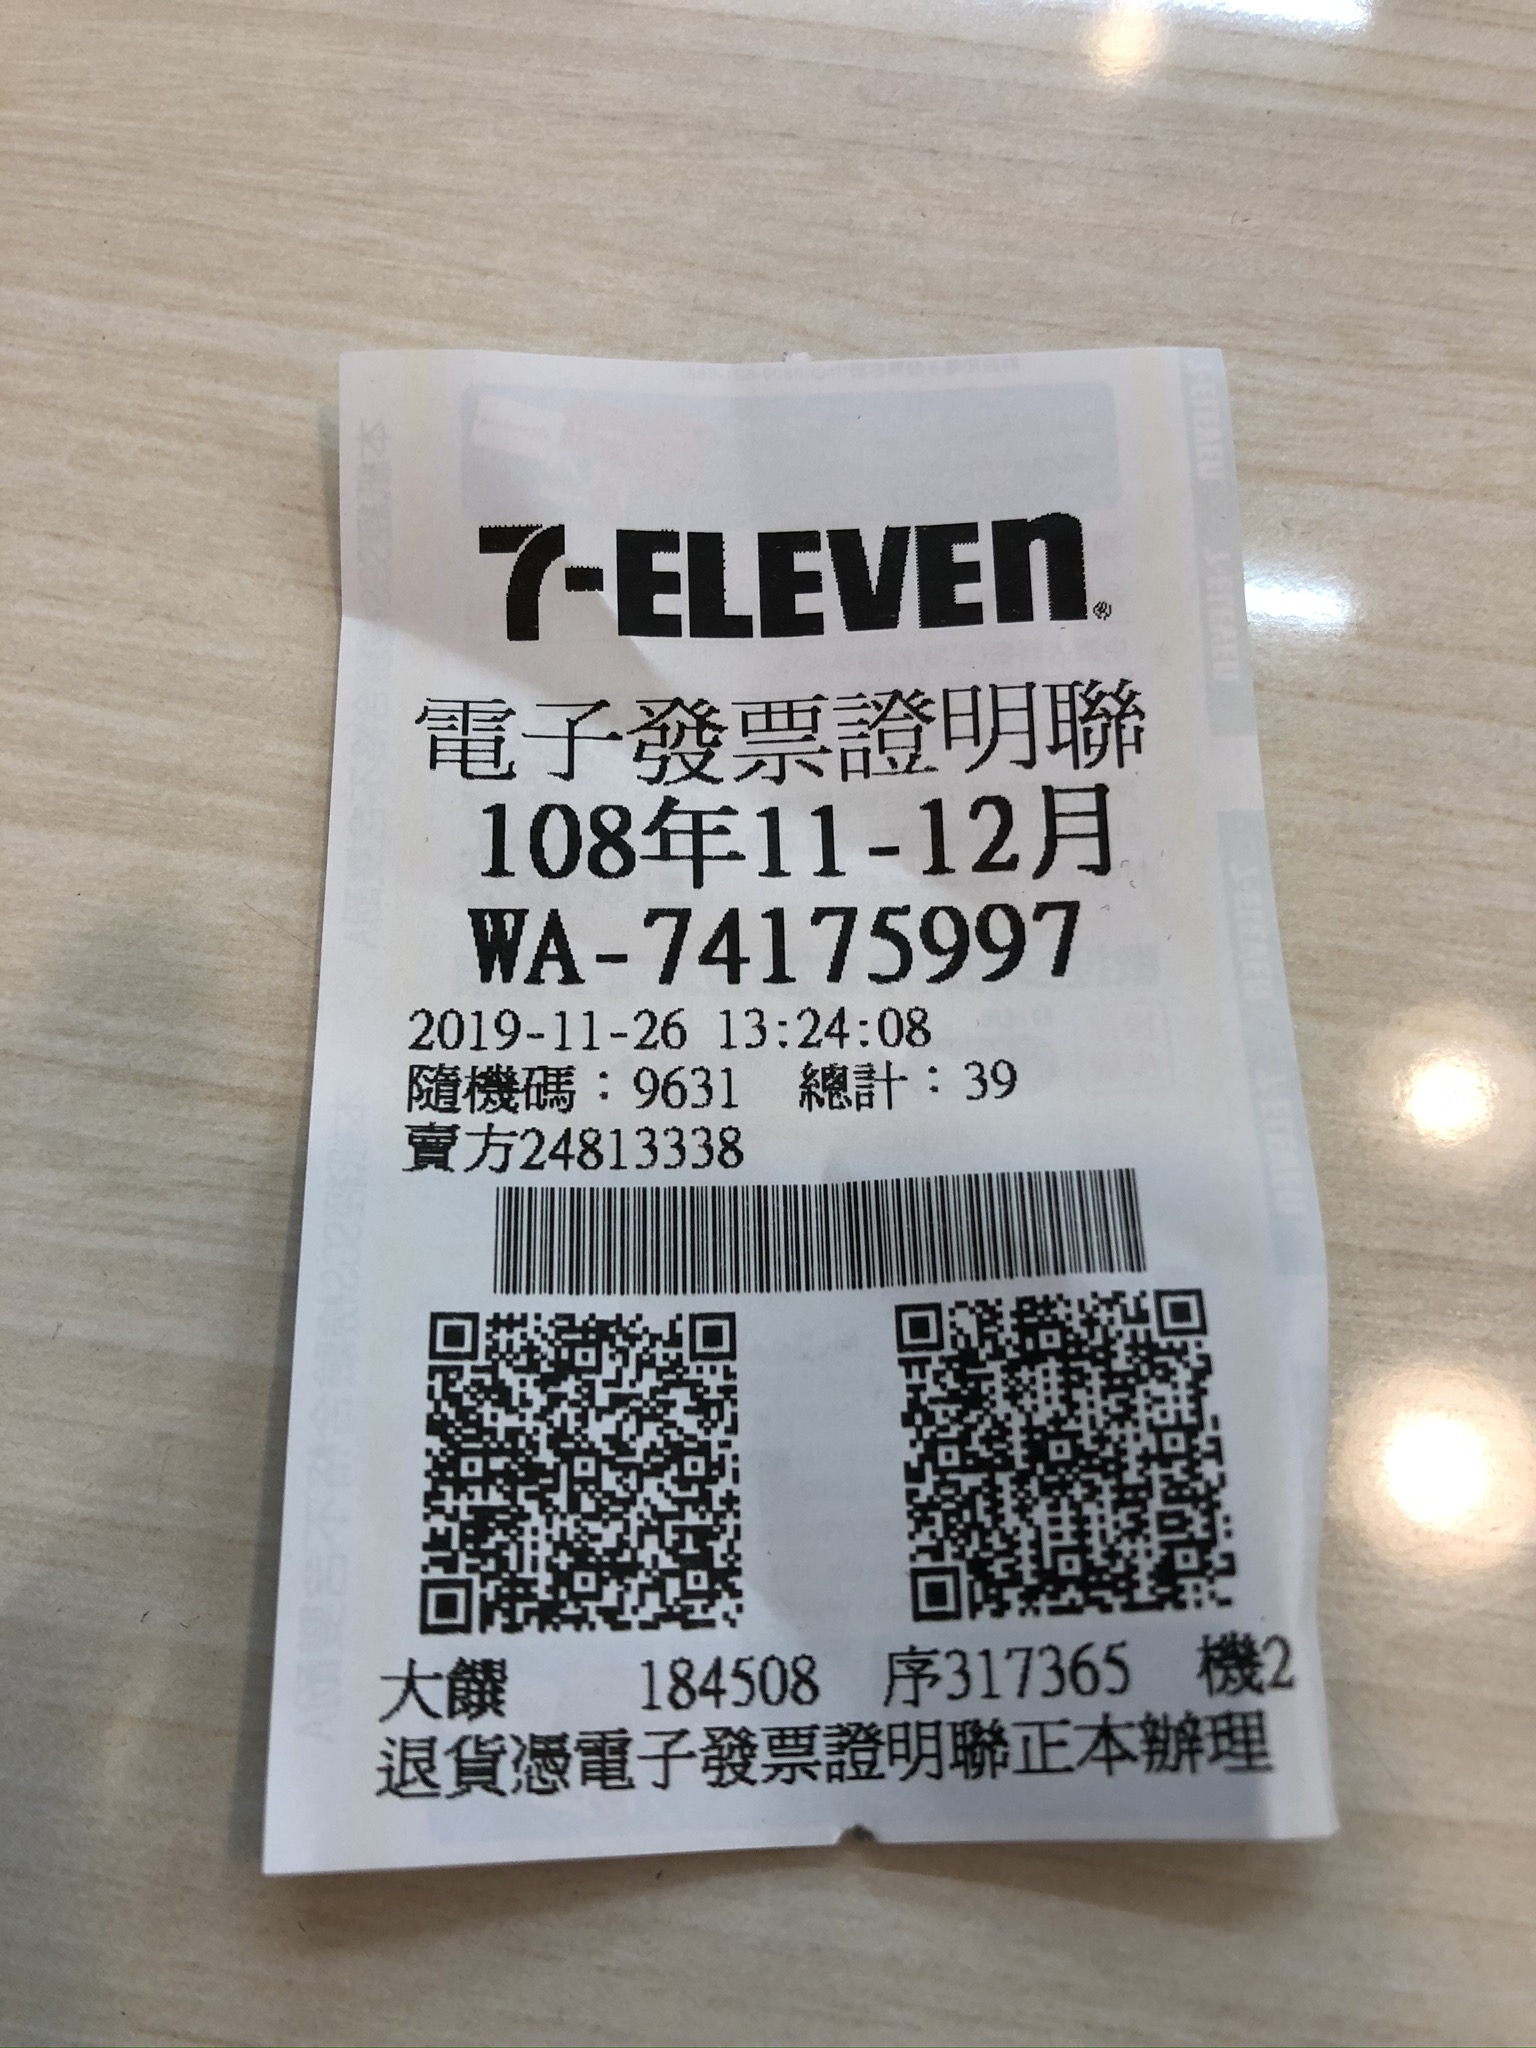 7-ELEVEn®
電子發票證明聯
108年11-12月
WA-74175997
2019-11-26 13:24:08
隨機碼：9631 總計：39
賣方24813338
大饌 184508 序317365 機2
退貨憑電子發票證明聯正本辦理